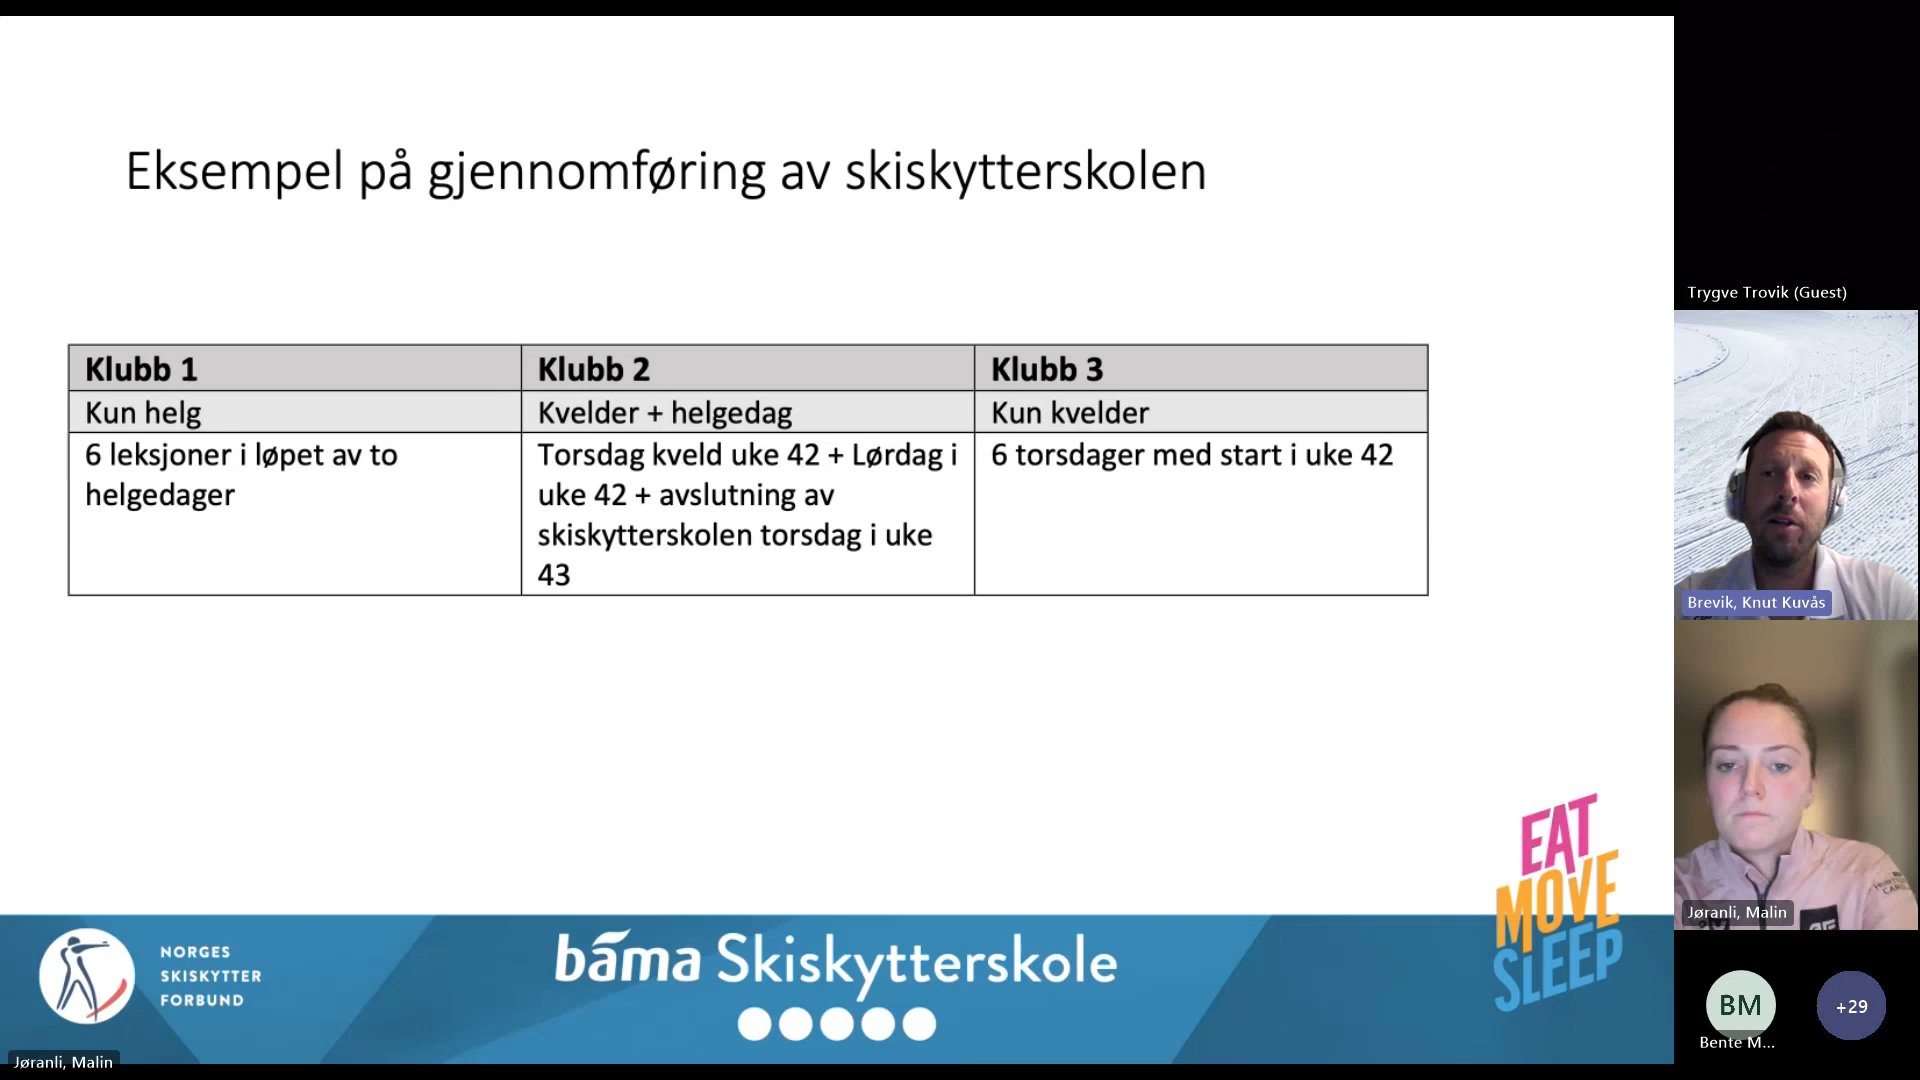 Eksempel på gjennomføring av skiskytterskolen
Klubb 1
Klubb 2
Klubb 3
Kun helg
Kvelder + helgedag
Kun kvelder
6 leksjoner i løpet av to
helgedager
Torsdag kveld uke 42 + Lørdag i
uke 42 + avslutning av
skiskytterskolen torsdag i uke
43
6 torsdager med start i uke 42
EAT
MOVE
SLEEP
NORGES
SKISKYTTER
FORBUND
bama Skiskytterskole
Jøranli, Malin
Trygve Trovik (Guest)
Brevik, Knut Kuvås
Jøranli, Malin
BM
Bente M...
+29